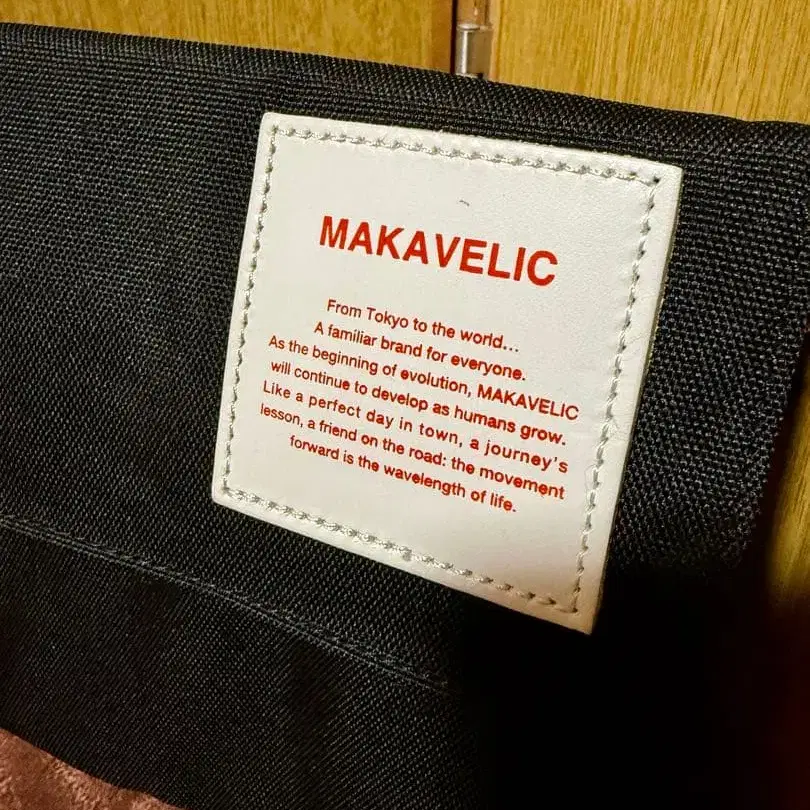 MAKAVELIC
From Tokyo to the world...
A familiar brand for everyone.
As the beginning of evolution, MAKAVELIC
will continue to develop as humans grow.
Like a perfect day in town, a journey's
lesson, a friend on the road: the movement
forward is the wavelength of life.